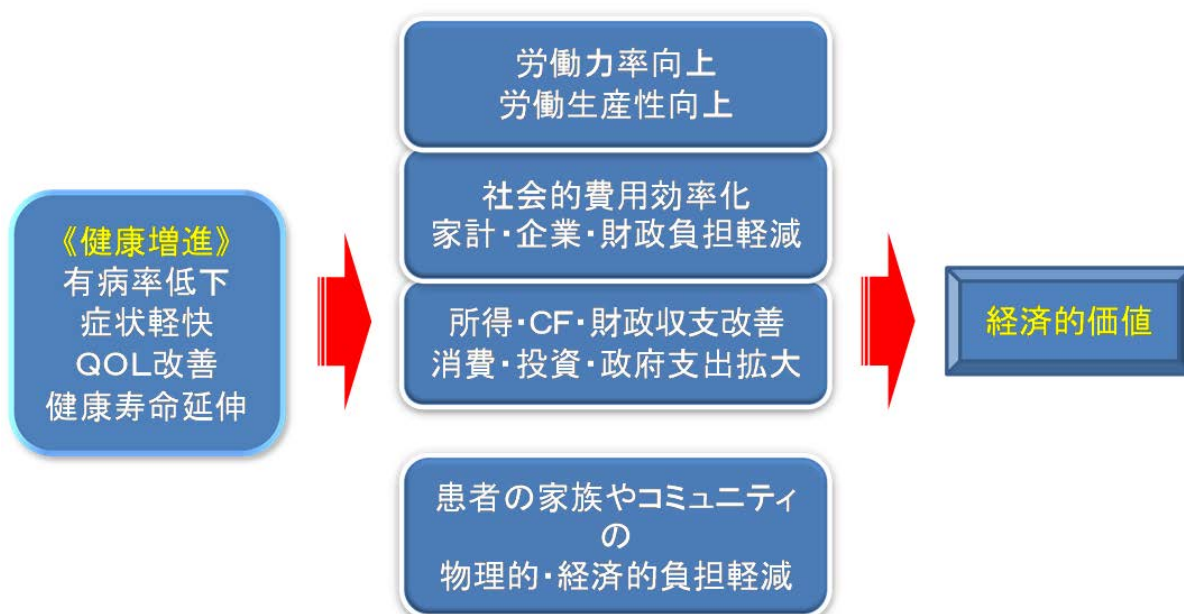 《健康増進》
有病率低下
症状軽快
QOL改善
健康寿命延伸
労働力率向上
労働生産性向上
社会的費用効率化
家計・企業・財政負担軽減
所得・CF・財政収支改善
消費・投資・政府支出拡大
患者の家族やコミュニティ
の
物理的・経済的負担軽減
経済的価値